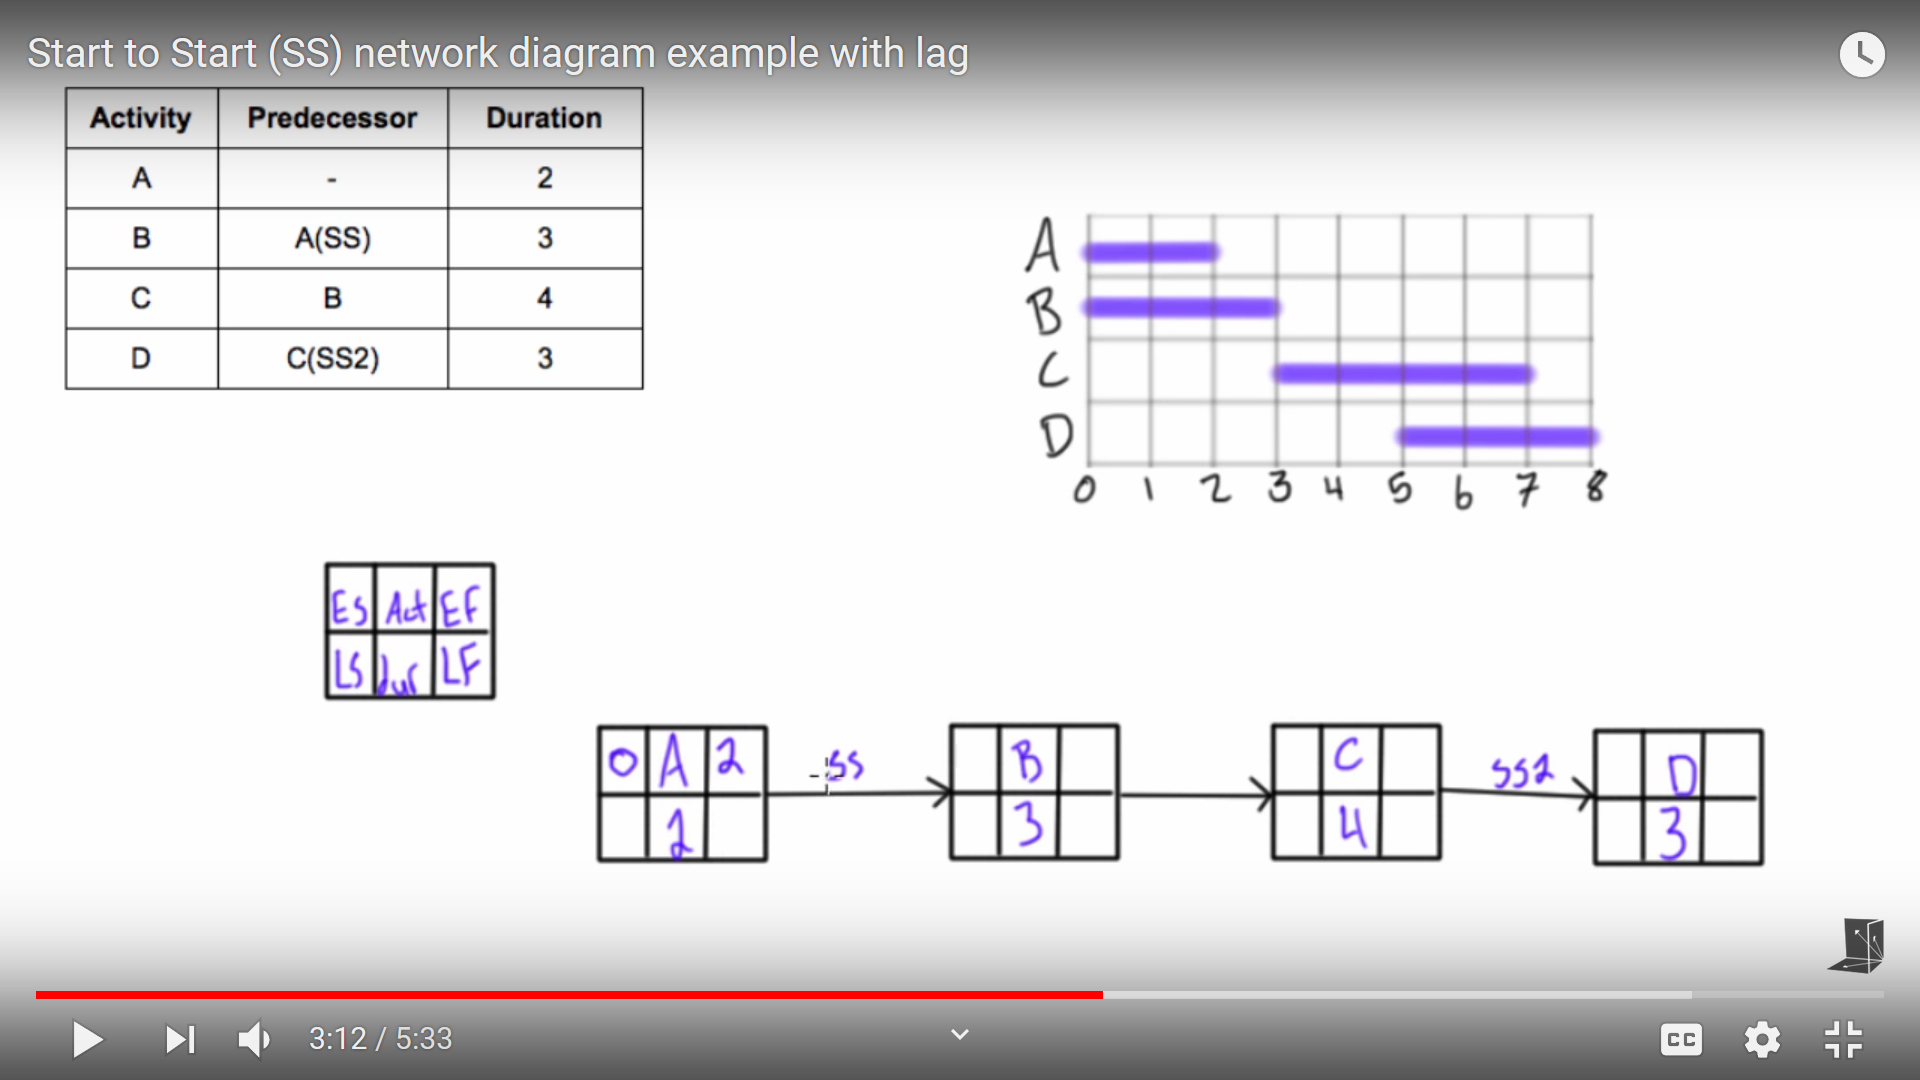 Start to Start (SS) network diagram example with lag
Activity Predecessor Duration
A - 2
B A(SS) 3
C B 4
D C(SS2) 3
A
B
C
D
0 1 2 3 4 5 6 7 8
Es Act EF
LS dur LF
0 A 2
2
SS
B
3
C
4
SS2
D
3
3:12 / 5:33
CC